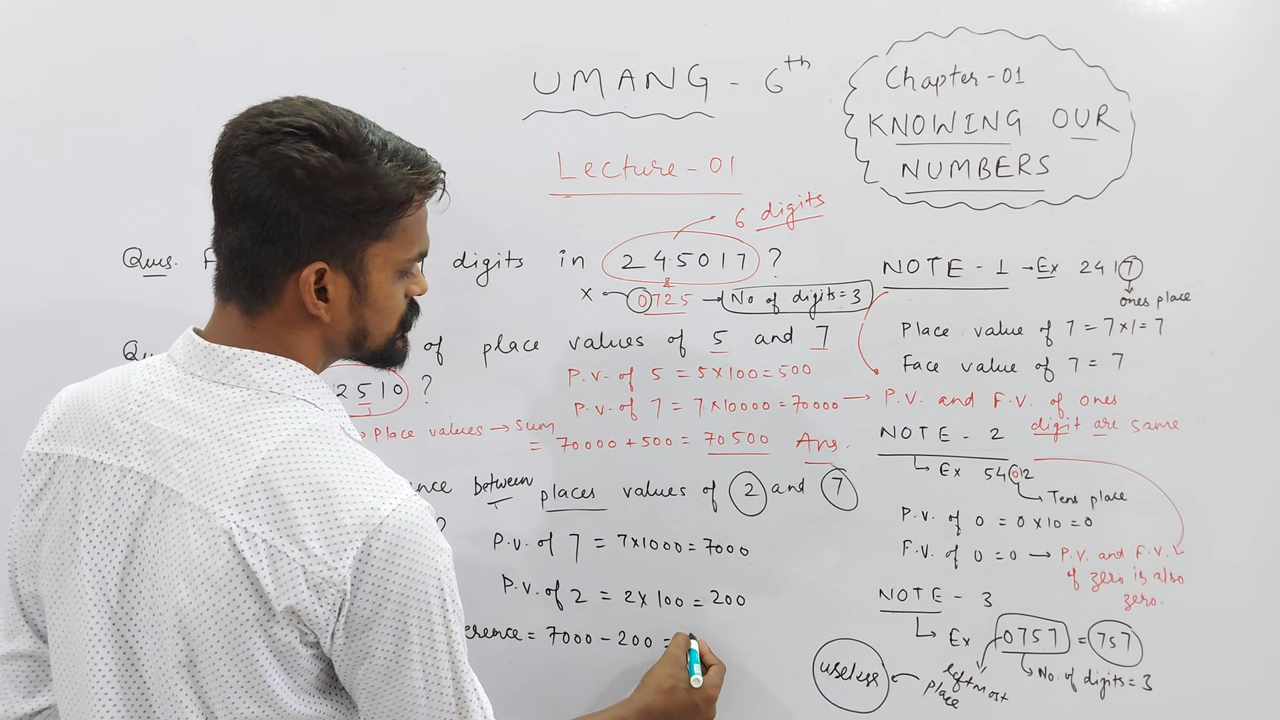 UMANG - 6th
Lecture - 01
Chapter - 01
KNOWING OUR
NUMBERS
6 digits
Ques. F digits in 245017 ?
x 0725 → No of digits = 3
of place values of 5 and 7
2510 ?
P.V. of 5 = 5×100 = 500
P.V. of 7 = 7×10000 = 70000
Place values → Sum
= 70000 + 500 = 70500 Ans.
between places values of 2 and 7
P.V. of 7 = 7×1000 = 7000
P.V. of 2 = 2×100 = 200
erence = 7000 - 200 =
NOTE - 1 → Ex 2417
ones place
Place value of 7 = 7×1 = 7
Face value of 7 = 7
→ P.V. and F.V. of ones
digit are same
NOTE - 2
Ex 5402
Tens place
P.V. of 0 = 0×10 = 0
F.V. of 0 = 0 → P.V. and F.V.
of zero is also
zero.
NOTE - 3
Ex 0757 = 757
No. of digits = 3
leftmost
place
useless